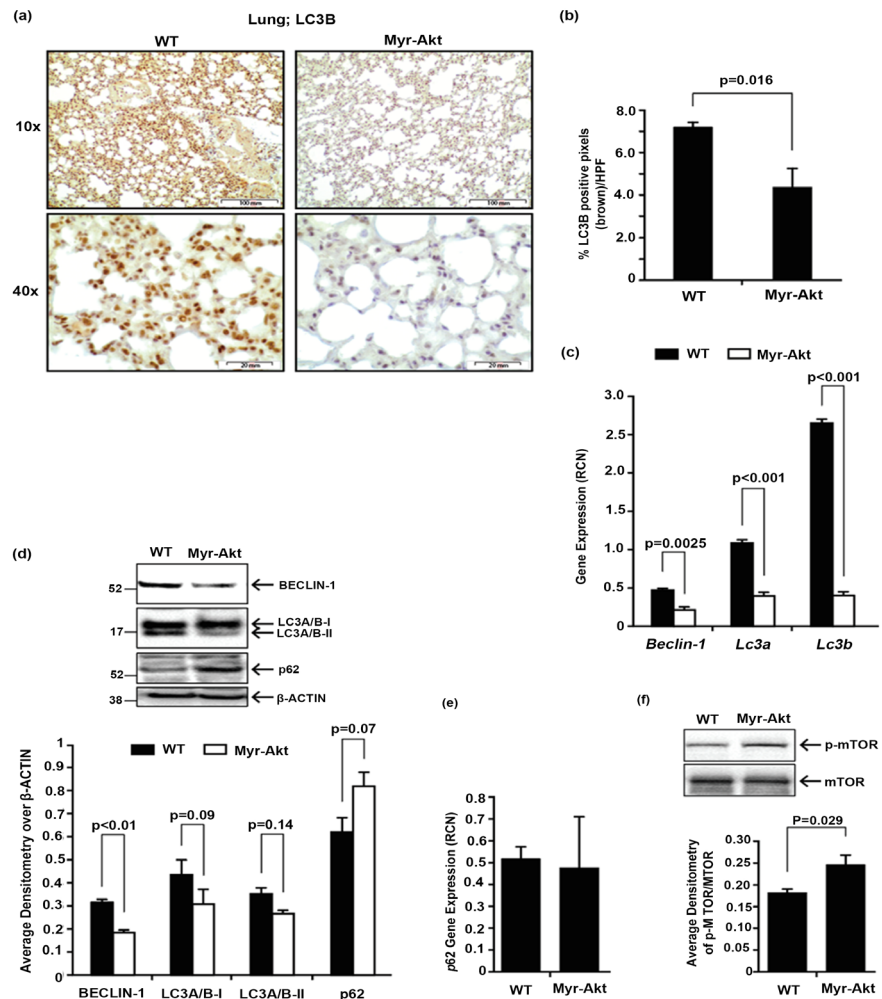 (a)
Lung; LC3B
WT
Myr-Akt
10x
100 mm
100 mm
40x
20 mm
20 mm
(b)
p=0.016
8.0
6.0
4.0
2.0
0
% LC3B positive pixels
(brown)/HPF
WT
Myr-Akt
(c)
WT
Myr-Akt
p<0.001
p<0.001
p=0.0025
3.0
2.5
2.0
1.5
1.0
0.5
0
Gene Expression (RCN)
Beclin-1
Lc3a
Lc3b
(d)
WT
Myr-Akt
52
BECLIN-1
LC3A/B-I
17
LC3A/B-II
52
p62
38
β-ACTIN
p=0.07
WT
Myr-Akt
p<0.01
p=0.09
p=0.14
1
0.9
0.8
0.7
0.6
0.5
0.4
0.3
0.2
0.1
0
Average Densitometry over β-ACTIN
BECLIN-1
LC3A/B-I
LC3A/B-II
p62
(e)
0.8
0.7
0.6
0.5
0.4
0.3
0.2
0.1
0
p62 Gene Expression (RCN)
WT
Myr-Akt
(f)
WT
Myr-Akt
p-mTOR
mTOR
P=0.029
0.30
0.25
0.20
0.15
0.10
0.05
0
Average Densitometry
of p-M TOR/MTOR
WT
Myr-Akt